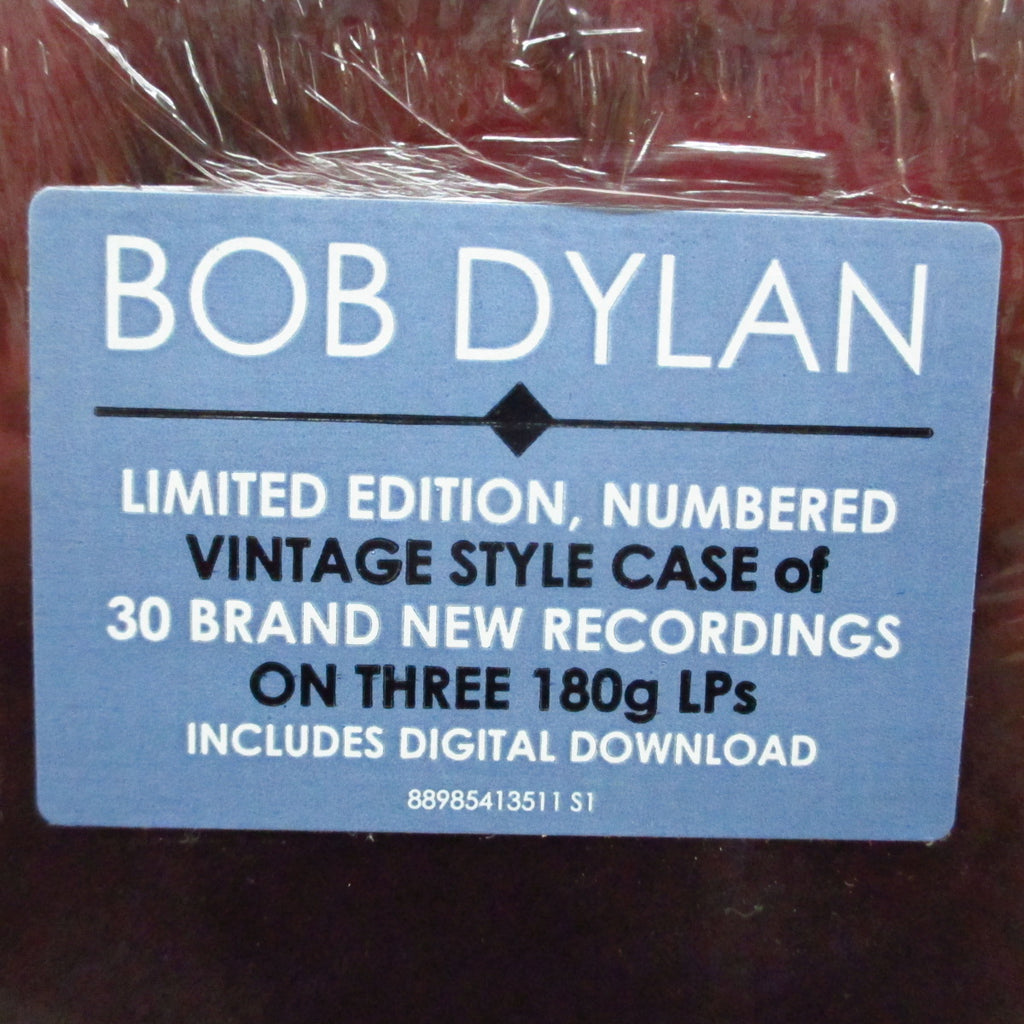 BOB DYLAN
LIMITED EDITION, NUMBERED
VINTAGE STYLE CASE of
30 BRAND NEW RECORDINGS
ON THREE 180g LPs
INCLUDES DIGITAL DOWNLOAD
88985413511 S1